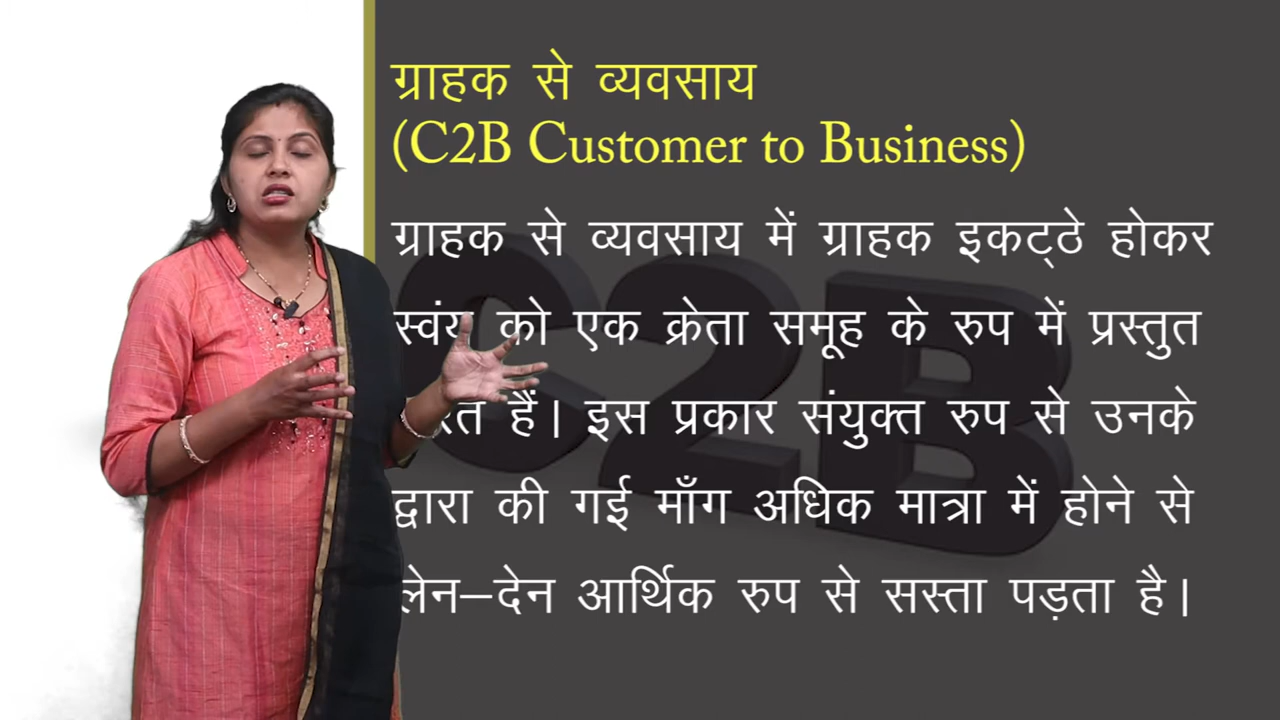 ग्राहक से व्यवसाय
(C2B Customer to Business)
ग्राहक से व्यवसाय में ग्राहक इकट्ठे होकर
स्वंय को एक क्रेता समूह के रुप में प्रस्तुत
हैं। इस प्रकार संयुक्त रुप से उनके
द्वारा की गई माँग अधिक मात्रा में होने से
लेन–देन आर्थिक रुप से सस्ता पड़ता है।
C2B